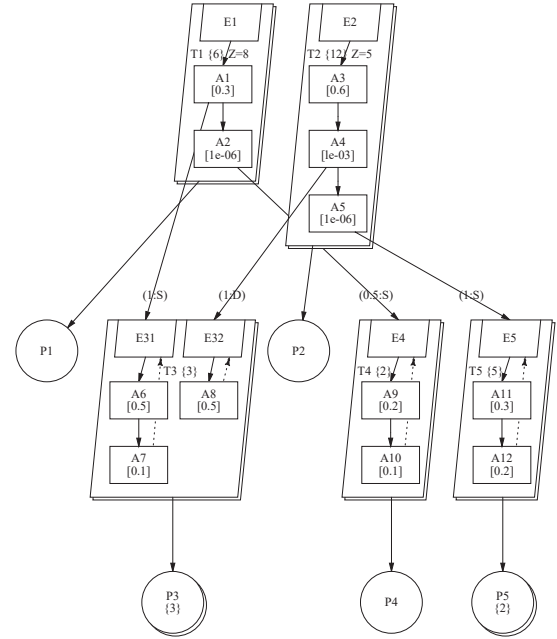 E1
E2
T1 {6} Z=8
T2 {12} Z=5
A1
[0.3]
A3
[0.6]
A2
[1e-06]
A4
[1e-03]
A5
[1e-06]
(1:S)
(1:D)
(0.5:S)
(1:S)
P1
E31
E32
P2
E4
E5
T3 {3}
T4 {2}
T5 {5}
A6
[0.5]
A8
[0.5]
A9
[0.2]
A11
[0.3]
A7
[0.1]
A10
[0.1]
A12
[0.2]
P3
{3}
P4
P5
{2}